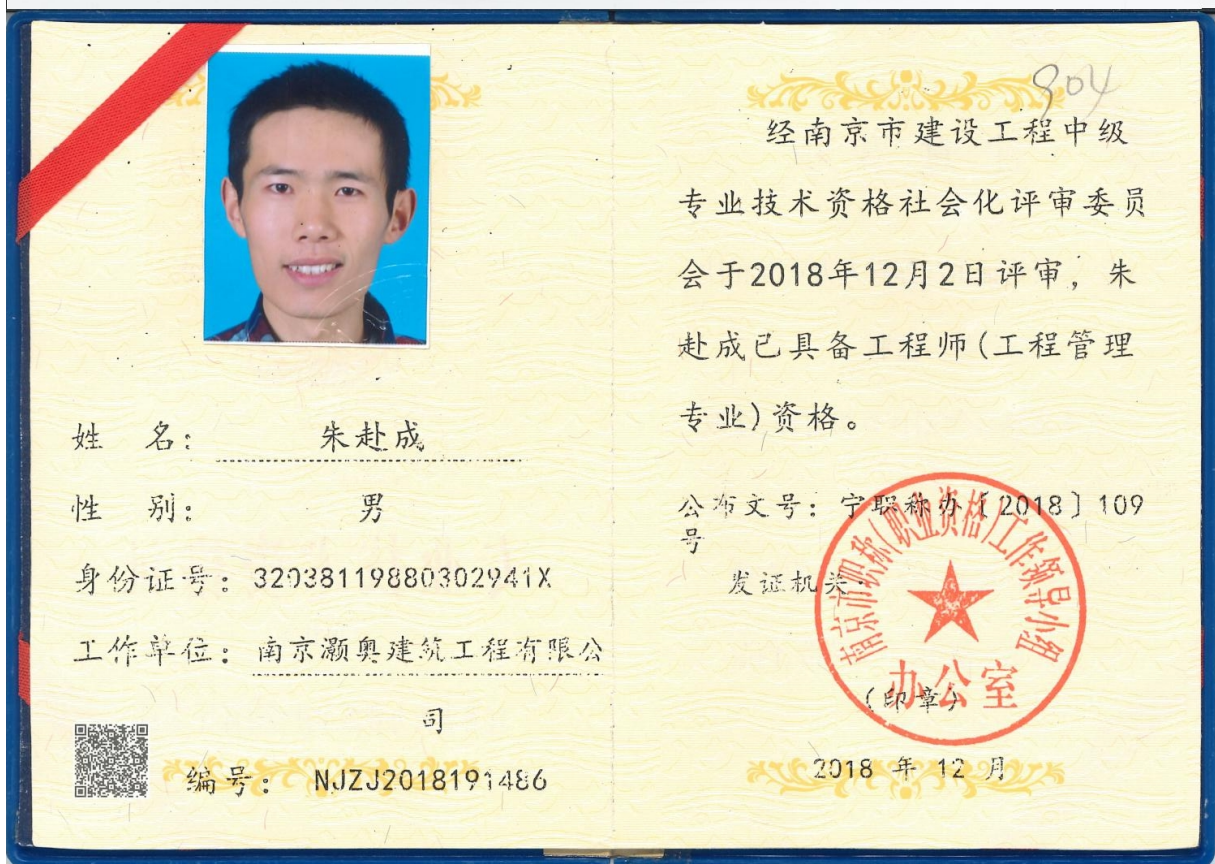 姓 名: 朱赴成
性 别: 男
身份证号: 32038119880302941X
工作单位: 南京灏奥建筑工程有限公
司
编号: NJZJ2018191486
904
经南京市建设工程中级
专业技术资格社会化评审委员
会于2018年12月2日评审,朱
赴成已具备工程师(工程管理
专业)资格。
公布文号:宁职称办〔2018〕109
号
发证机关:
南京市职称(职业资格)工作领导小组
办公室
(印章)
2018 年 12 月